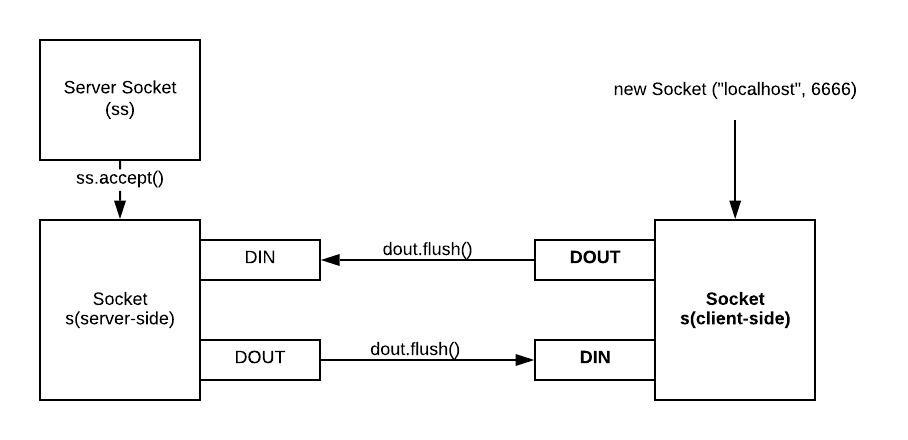 Server Socket
(ss)
new Socket ("localhost", 6666)
ss.accept()
DIN
dout.flush()
DOUT
Socket
s(server-side)
Socket
s(client-side)
DOUT
dout.flush()
DIN